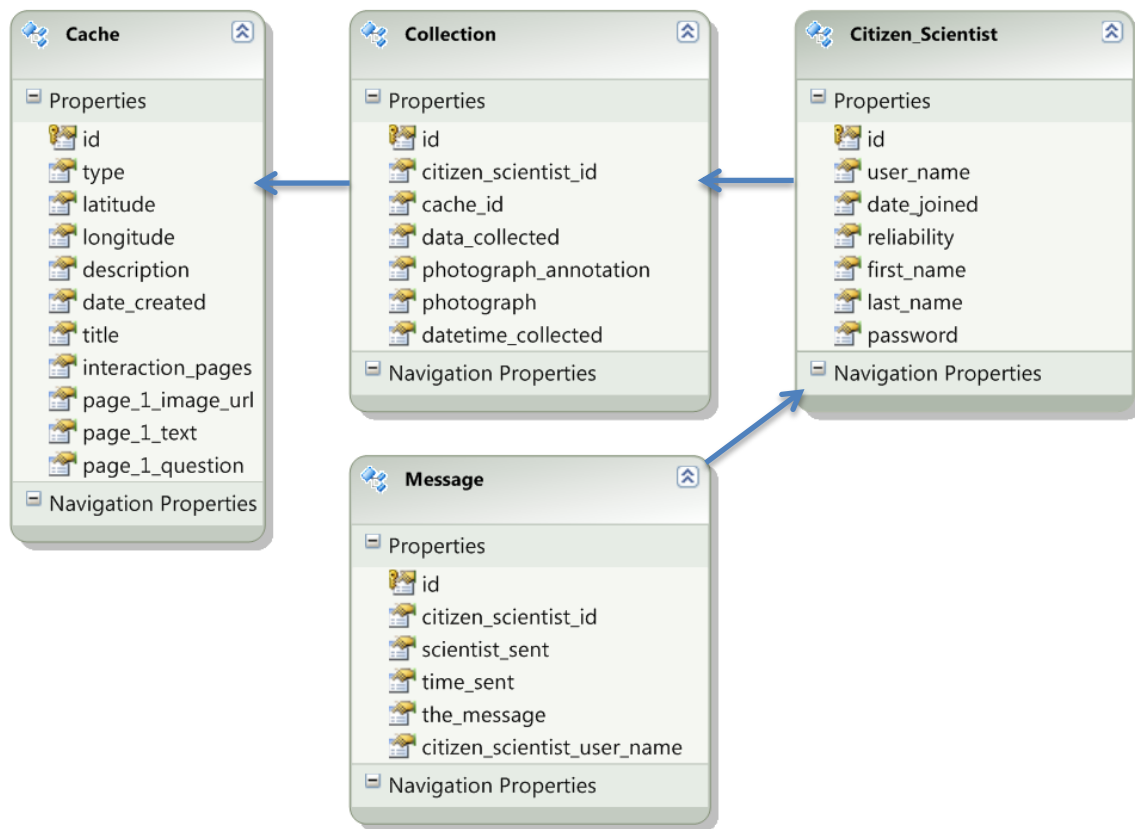 Cache
Properties
id
type
latitude
longitude
description
date_created
title
interaction_pages
page_1_image_url
page_1_text
page_1_question
Navigation Properties
Collection
Properties
id
citizen_scientist_id
cache_id
data_collected
photograph_annotation
photograph
datetime_collected
Navigation Properties
Citizen_Scientist
Properties
id
user_name
date_joined
reliability
first_name
last_name
password
Navigation Properties
Message
Properties
id
citizen_scientist_id
scientist_sent
time_sent
the_message
citizen_scientist_user_name
Navigation Properties